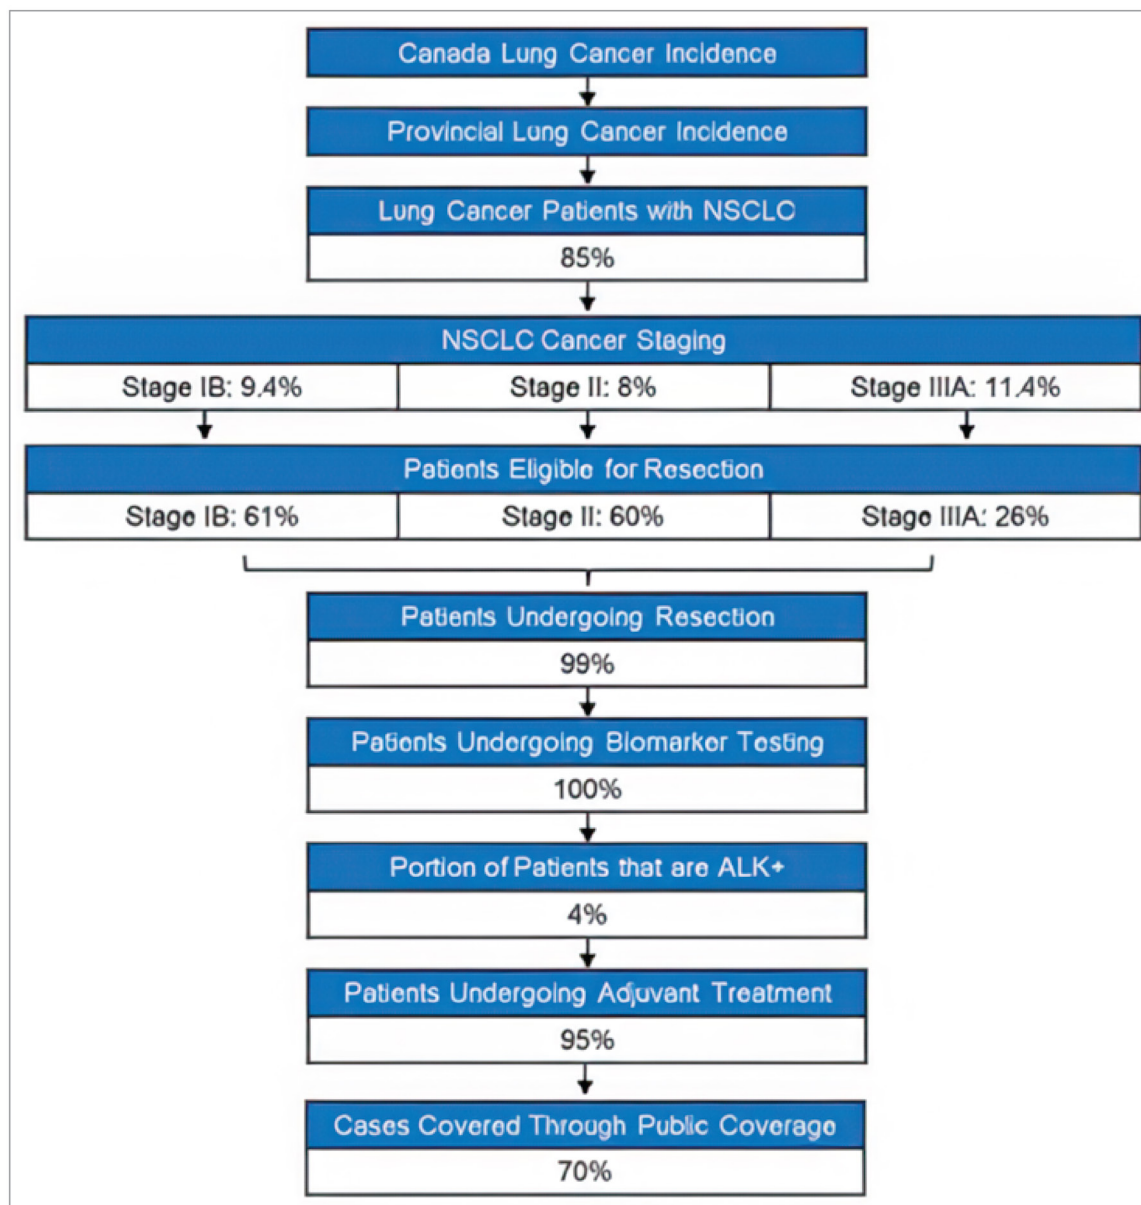 Canada Lung Cancer Incidence
Provincial Lung Cancer Incidence
Lung Cancer Patients with NSCLC
85%
NSCLC Cancer Staging
Stage IB: 9.4%
Stage II: 8%
Stage IIIA: 11.4%
Patients Eligible for Resection
Stage IB: 61%
Stage II: 60%
Stage IIIA: 26%
Patients Undergoing Resection
99%
Patients Undergoing Biomarker Testing
100%
Portion of Patients that are ALK+
4%
Patients Undergoing Adjuvant Treatment
95%
Cases Covered Through Public Coverage
70%